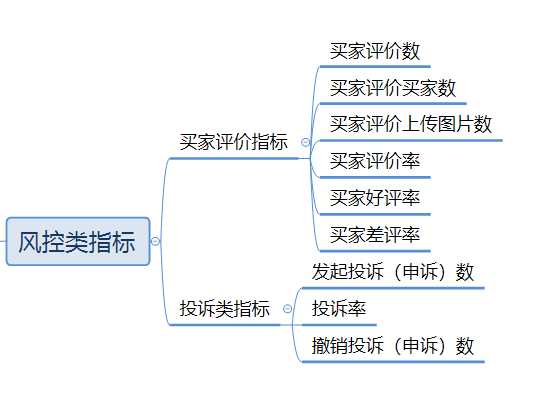 风控类指标
买家评价指标
买家评价数
买家评价买家数
买家评价上传图片数
买家评价率
买家好评率
买家差评率
投诉类指标
发起投诉（申诉）数
投诉率
撤销投诉（申诉）数